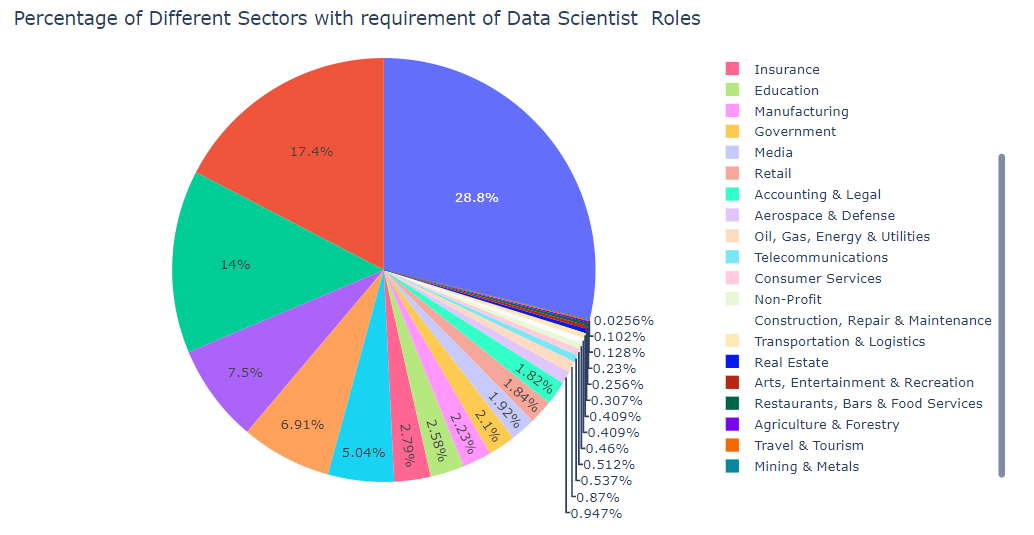 Percentage of Different Sectors with requirement of Data Scientist  Roles
28.8%
17.4%
14%
7.5%
6.91%
5.04%
2.79%
2.58%
2.23%
2.1%
1.92%
1.84%
1.82%
0.0256%
0.102%
0.128%
0.23%
0.256%
0.307%
0.409%
0.409%
0.46%
0.512%
0.537%
0.87%
0.947%
Insurance
Education
Manufacturing
Government
Media
Retail
Accounting & Legal
Aerospace & Defense
Oil, Gas, Energy & Utilities
Telecommunications
Consumer Services
Non-Profit
Construction, Repair & Maintenance
Transportation & Logistics
Real Estate
Arts, Entertainment & Recreation
Restaurants, Bars & Food Services
Agriculture & Forestry
Travel & Tourism
Mining & Metals